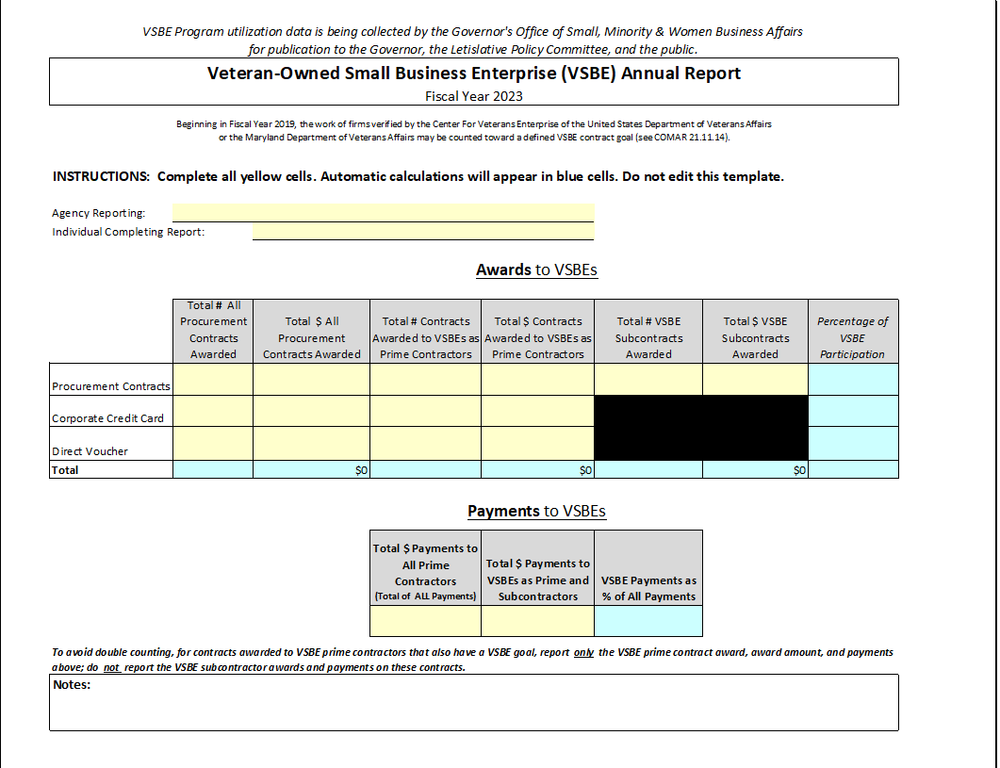 VSBE Program utilization data is being collected by the Governor's Office of Small, Minority & Women Business Affairs
for publication to the Governor, the Letislative Policy Committee, and the public.
Veteran-Owned Small Business Enterprise (VSBE) Annual Report
Fiscal Year 2023
Beginning in Fiscal Year 2019, the work of firms verified by the Center For Veterans Enterprise of the United States Department of Veterans Affairs
or the Maryland Department of Veterans Affairs may be counted toward a defined VSBE contract goal (see COMAR 21.11.14).
INSTRUCTIONS: Complete all yellow cells. Automatic calculations will appear in blue cells. Do not edit this template.
Agency Reporting:
Individual Completing Report:
Awards to VSBEs
Total # All
Procurement
Contracts
Awarded
Total $ All
Procurement
Contracts Awarded
Total # Contracts
Awarded to VSBEs as
Prime Contractors
Total $ Contracts
Awarded to VSBEs as
Prime Contractors
Total # VSBE
Subcontracts
Awarded
Total $ VSBE
Subcontracts
Awarded
Percentage of
VSBE
Participation
Procurement Contracts
Corporate Credit Card
Direct Voucher
Total $0 $0 $0
Payments to VSBEs
Total $ Payments to
All Prime
Contractors
(Total of ALL Payments)
Total $ Payments to
VSBEs as Prime and
Subcontractors
VSBE Payments as
% of All Payments
To avoid double counting, for contracts awarded to VSBE prime contractors that also have a VSBE goal, report only the VSBE prime contract award, award amount, and payments
above; do not report the VSBE subcontractor awards and payments on these contracts.
Notes: